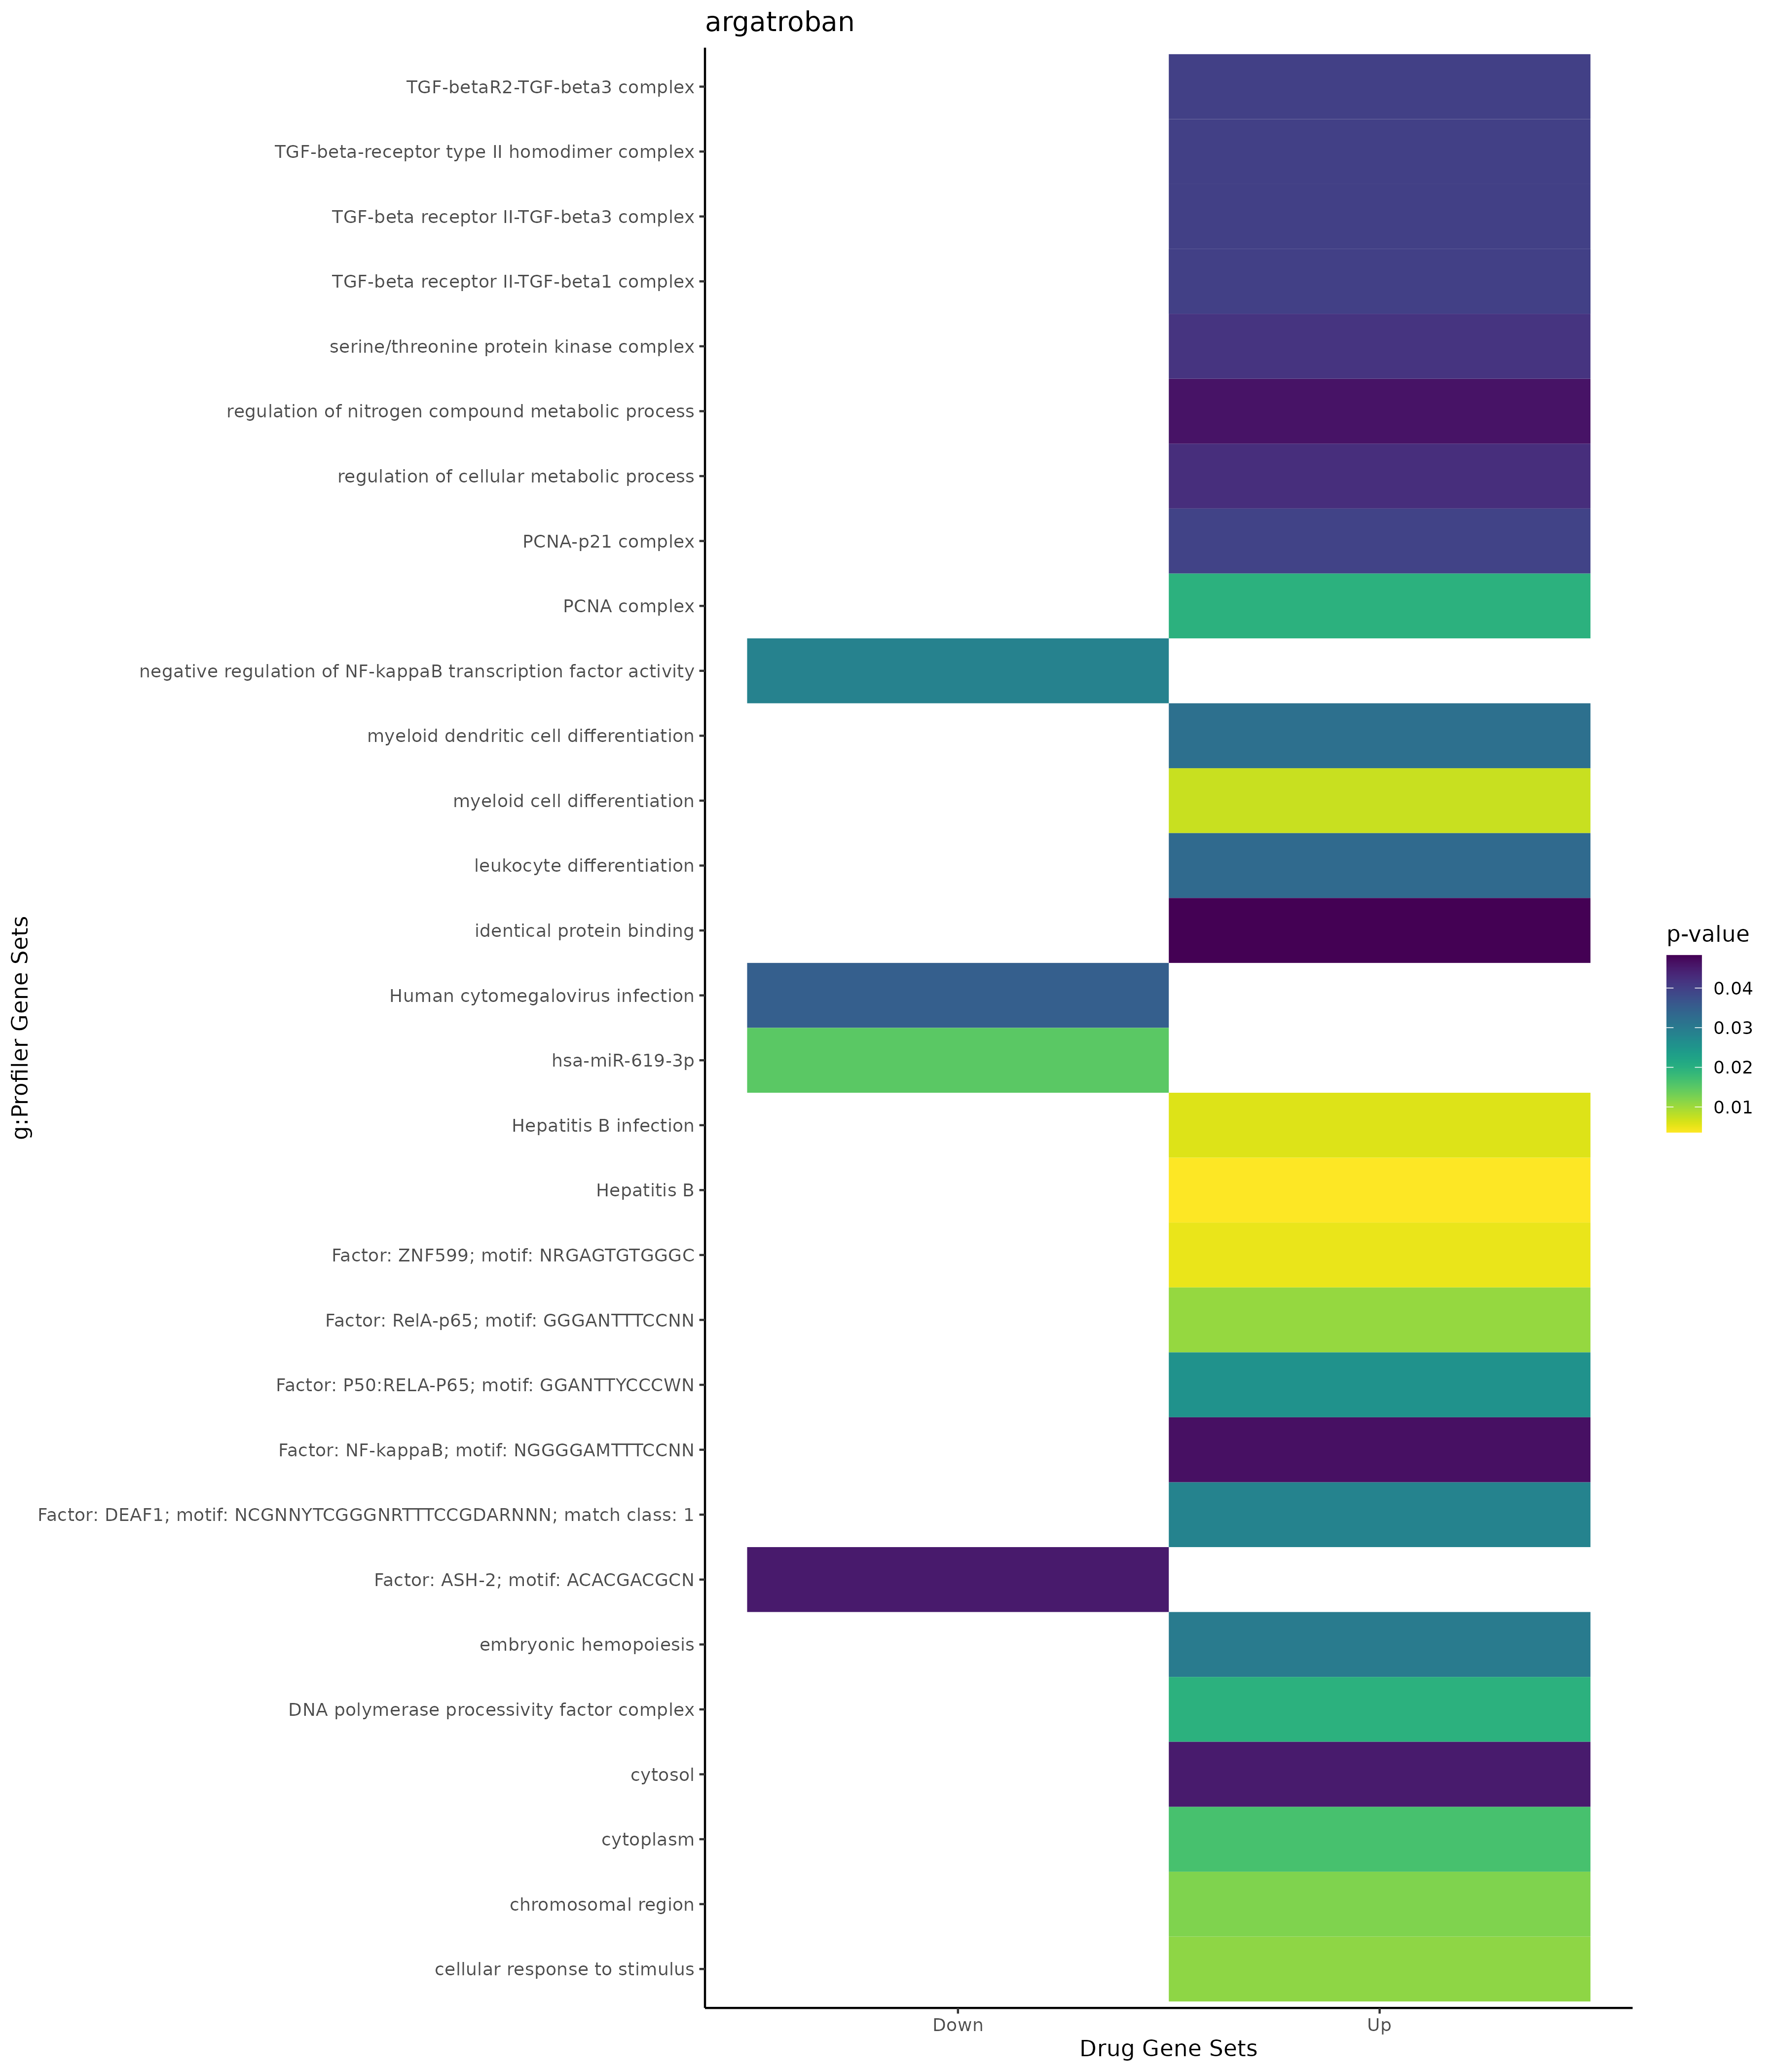 argatroban
TGF-betaR2-TGF-beta3 complex
TGF-beta-receptor type II homodimer complex
TGF-beta receptor II-TGF-beta3 complex
TGF-beta receptor II-TGF-beta1 complex
serine/threonine protein kinase complex
regulation of nitrogen compound metabolic process
regulation of cellular metabolic process
PCNA-p21 complex
PCNA complex
negative regulation of NF-kappaB transcription factor activity
myeloid dendritic cell differentiation
myeloid cell differentiation
leukocyte differentiation
identical protein binding
Human cytomegalovirus infection
hsa-miR-619-3p
Hepatitis B infection
Hepatitis B
Factor: ZNF599; motif: NRGAGTGTGGGC
Factor: RelA-p65; motif: GGGANTTTCCNN
Factor: P50:RELA-P65; motif: GGANTTYCCCWN
Factor: NF-kappaB; motif: NGGGGAMTTTCCNN
Factor: DEAF1; motif: NCGNNYTCGGGNRTTTCCGDARNNN; match class: 1
Factor: ASH-2; motif: ACACGACGCN
embryonic hemopoiesis
DNA polymerase processivity factor complex
cytosol
cytoplasm
chromosomal region
cellular response to stimulus
g:Profiler Gene Sets
Down
Up
Drug Gene Sets
p-value
0.04
0.03
0.02
0.01